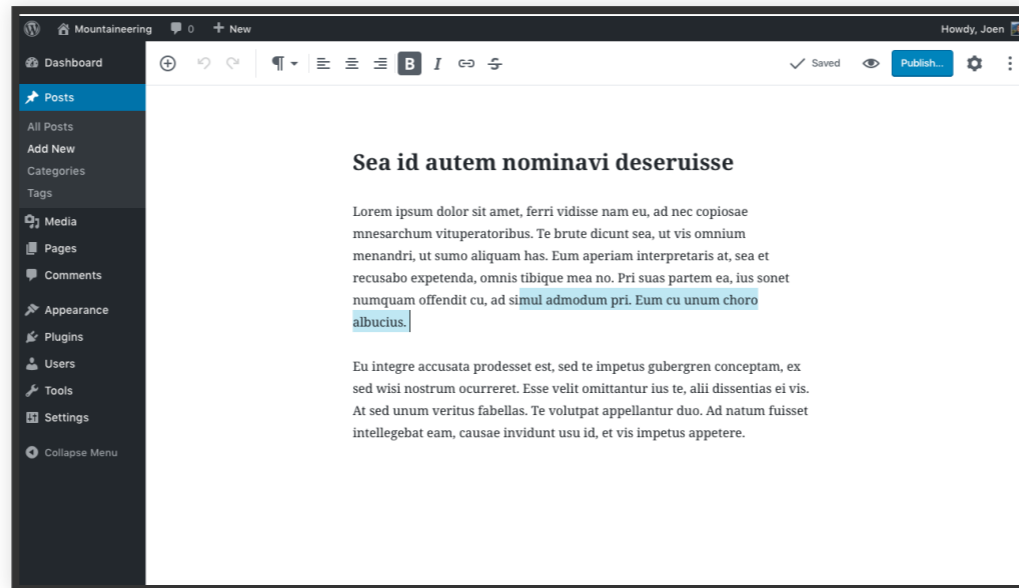 Mountaineering 0 New Howdy, Joen
Dashboard
Saved Publish...
Posts
All Posts
Add New
Categories
Tags
Media
Pages
Comments
Appearance
Plugins
Users
Tools
Settings
Collapse Menu
B I S
Sea id autem nominavi deseruisse
Lorem ipsum dolor sit amet, ferri vidisse nam eu, ad nec copiosae
mnesarchum vituperatoribus. Te brute dicunt sea, ut vis omnium
menandri, ut sumo aliquam has. Eum aperiam interpretaris at, sea et
recusabo expetenda, omnis tibique mea no. Pri suas partem ea, ius sonet
numquam offendit cu, ad simul admodum pri. Eum cu unum choro
albucius.
Eu integre accusata prodesset est, sed te impetus gubergren conceptam, ex
sed wisi nostrum ocurreret. Esse velit omittantur ius te, alii dissentias ei vis.
At sed unum veritus fabellas. Te volutpat appellantur duo. Ad natum fuisset
intellegebat eam, causae invidunt usu id, et vis impetus appetere.